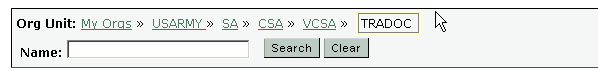 Org Unit: My Orgs » USARMY » SA » CSA » VCSA » TRADOC
Name: Search Clear